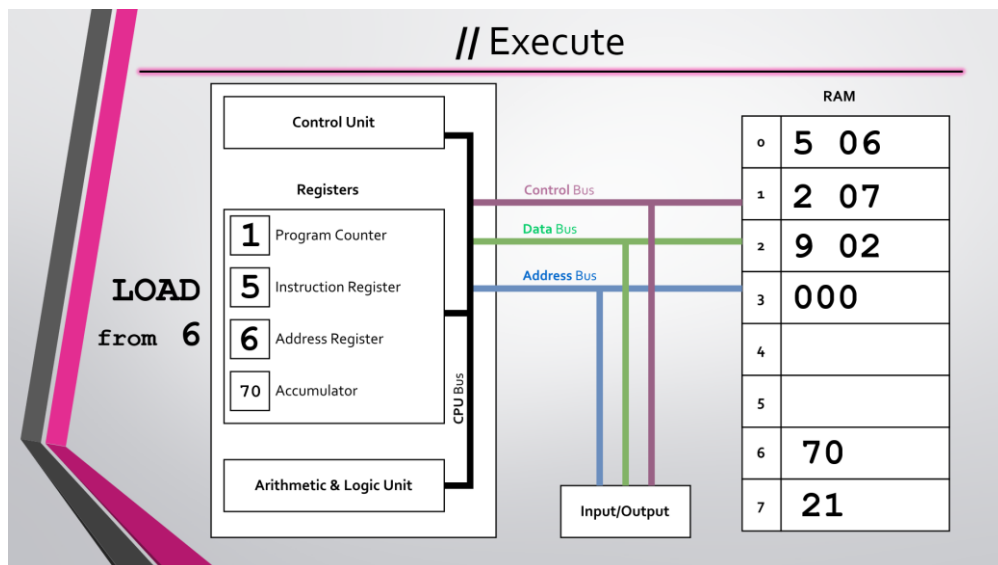 // Execute
RAM
Control Unit
Registers
1 Program Counter
5 Instruction Register
6 Address Register
70 Accumulator
LOAD
from 6
CPU Bus
Arithmetic & Logic Unit
Control Bus
Data Bus
Address Bus
Input/Output
0 5 06
1 2 07
2 9 02
3 000
4
5
6 70
7 21